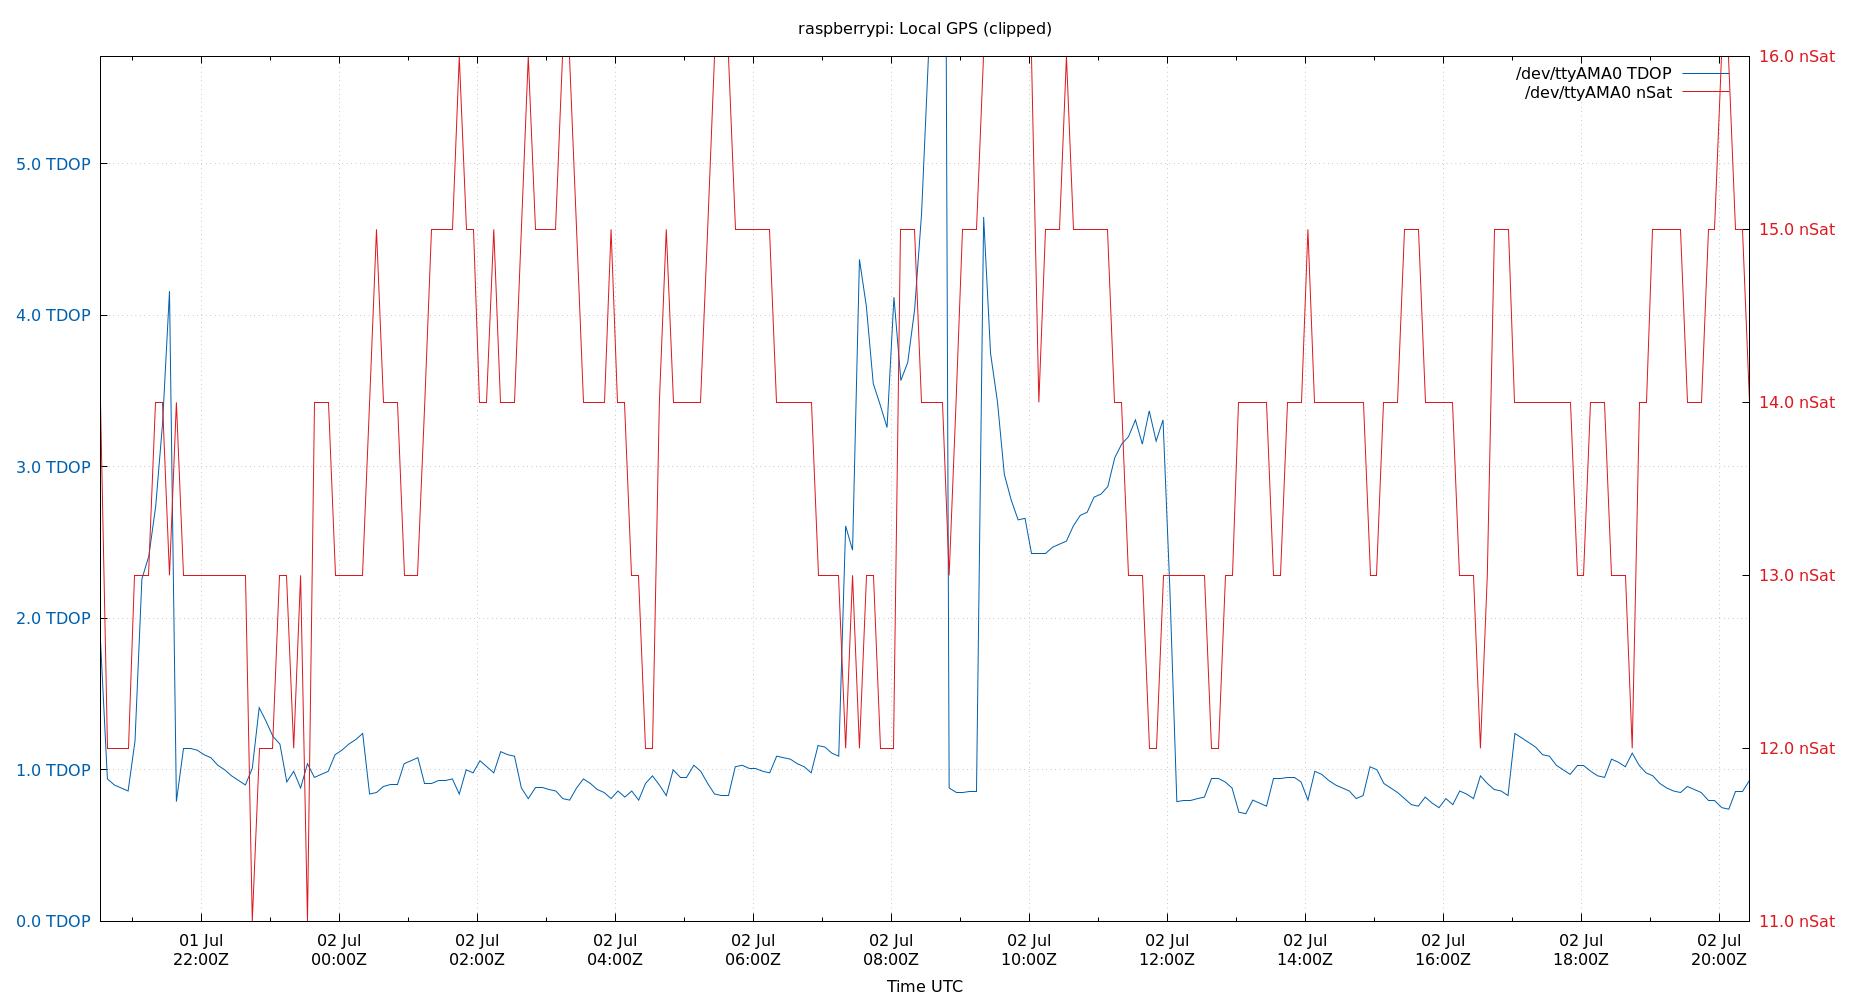 raspberrypi: Local GPS (clipped)
16.0 nSat
/dev/ttyAMA0 TDOP
/dev/ttyAMA0 nSat
5.0 TDOP
15.0 nSat
4.0 TDOP
14.0 nSat
3.0 TDOP
13.0 nSat
2.0 TDOP
12.0 nSat
1.0 TDOP
0.0 TDOP
11.0 nSat
01 Jul 02 Jul 02 Jul 02 Jul 02 Jul 02 Jul 02 Jul 02 Jul 02 Jul 02 Jul 02 Jul 02 Jul
22:00Z 00:00Z 02:00Z 04:00Z 06:00Z 08:00Z 10:00Z 12:00Z 14:00Z 16:00Z 18:00Z 20:00Z
Time UTC